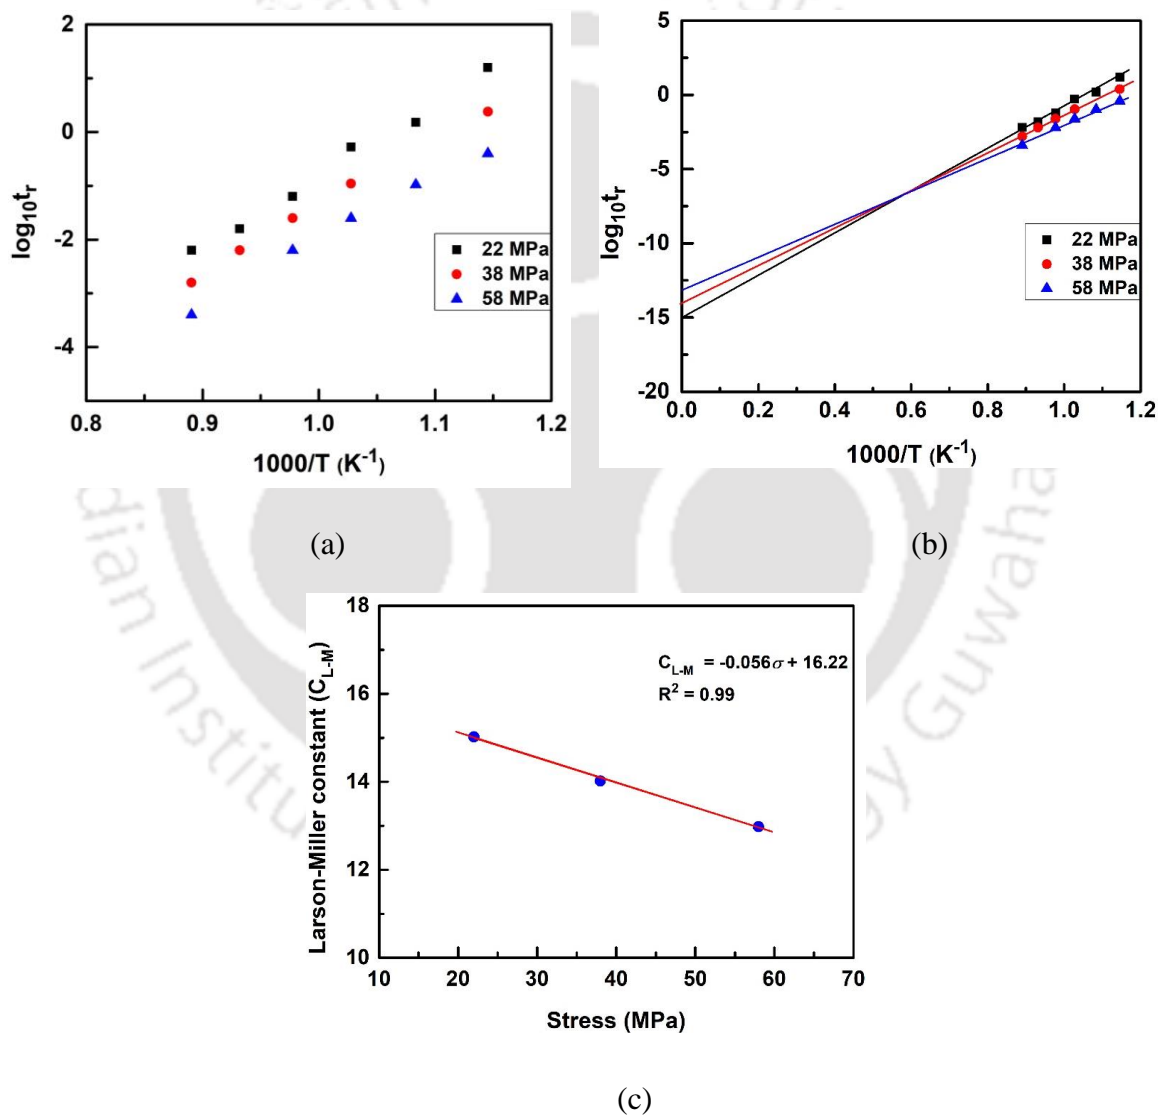 2
0
-2
-4
log10tr
22 MPa
38 MPa
58 MPa
0.8 0.9 1.0 1.1 1.2
1000/T (K-1)
(a)
5
0
-5
-10
-15
-20
log10tr
22 MPa
38 MPa
58 MPa
0.0 0.2 0.4 0.6 0.8 1.0 1.2
1000/T (K-1)
(b)
18
16
14
12
10
Larson-Miller constant (CL-M)
CL-M = -0.056σ + 16.22
R2 = 0.99
10 20 30 40 50 60 70
Stress (MPa)
(c)
dian Institu
y Guwaha